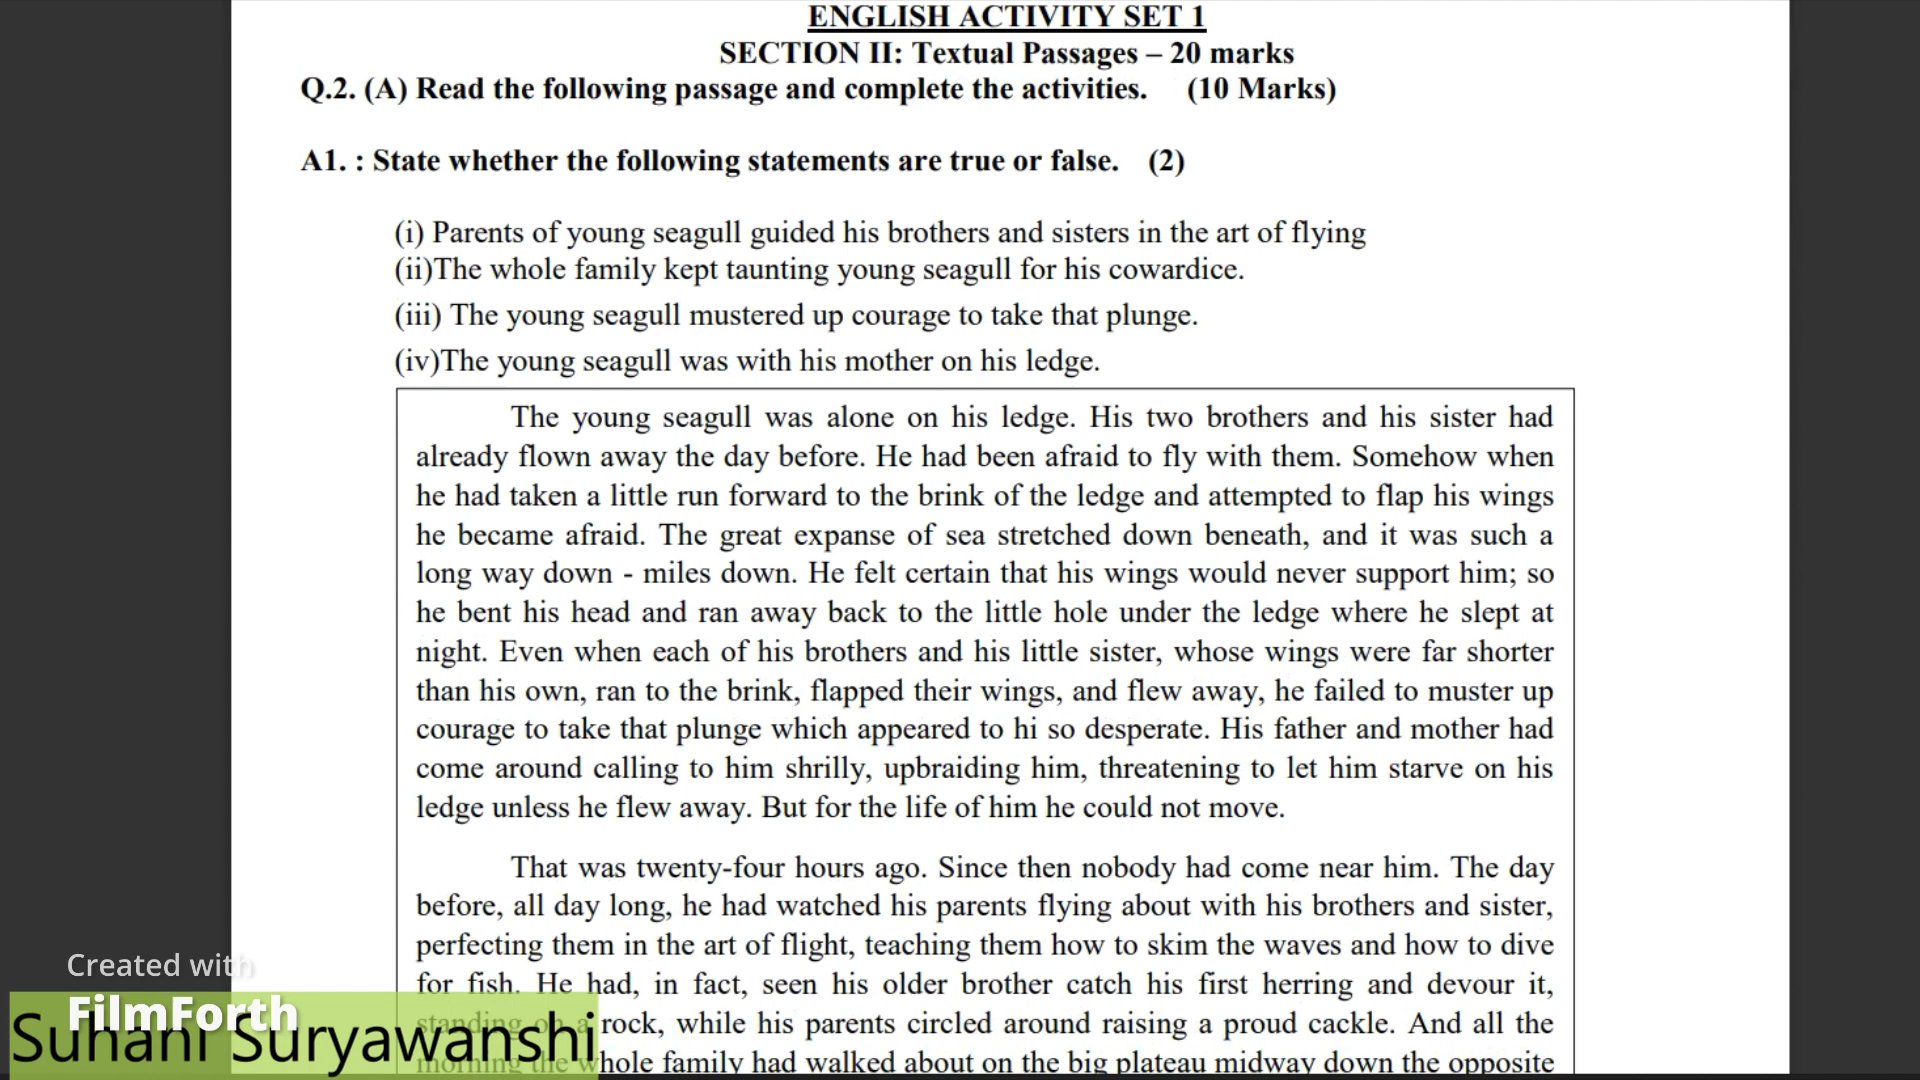 ENGLISH ACTIVITY SET 1
SECTION II: Textual Passages – 20 marks
Q.2. (A) Read the following passage and complete the activities. (10 Marks)
A1. : State whether the following statements are true or false. (2)
(i) Parents of young seagull guided his brothers and sisters in the art of flying
(ii)The whole family kept taunting young seagull for his cowardice.
(iii) The young seagull mustered up courage to take that plunge.
(iv)The young seagull was with his mother on his ledge.
The young seagull was alone on his ledge. His two brothers and his sister had
already flown away the day before. He had been afraid to fly with them. Somehow when
he had taken a little run forward to the brink of the ledge and attempted to flap his wings
he became afraid. The great expanse of sea stretched down beneath, and it was such a
long way down - miles down. He felt certain that his wings would never support him; so
he bent his head and ran away back to the little hole under the ledge where he slept at
night. Even when each of his brothers and his little sister, whose wings were far shorter
than his own, ran to the brink, flapped their wings, and flew away, he failed to muster up
courage to take that plunge which appeared to hi so desperate. His father and mother had
come around calling to him shrilly, upbraiding him, threatening to let him starve on his
ledge unless he flew away. But for the life of him he could not move.
That was twenty-four hours ago. Since then nobody had come near him. The day
before, all day long, he had watched his parents flying about with his brothers and sister,
perfecting them in the art of flight, teaching them how to skim the waves and how to dive
for fish. He had, in fact, seen his older brother catch his first herring and devour it,
standing on a rock, while his parents circled around raising a proud cackle. And all the
morning the whole family had walked about on the big plateau midway down the opposite
Created with
FilmForth
Suhani Suryawanshi